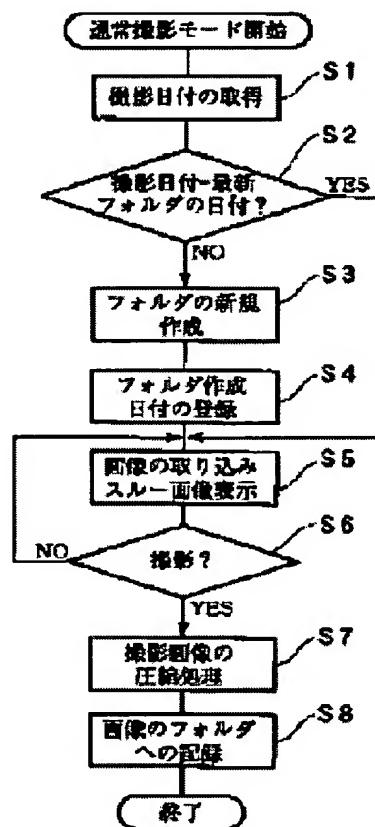 通常撮影モード開始
S1
撮影日付の取得
S2
撮影日付=最新
フォルダの日付?
YES
NO
S3
フォルダの新規
作成
S4
フォルダ作成
日付の登録
S5
画像の取り込み
スルー画像表示
S6
NO
撮影?
YES
S7
撮影画像の
圧縮処理
S8
画像のフォルダ
への記録
終了